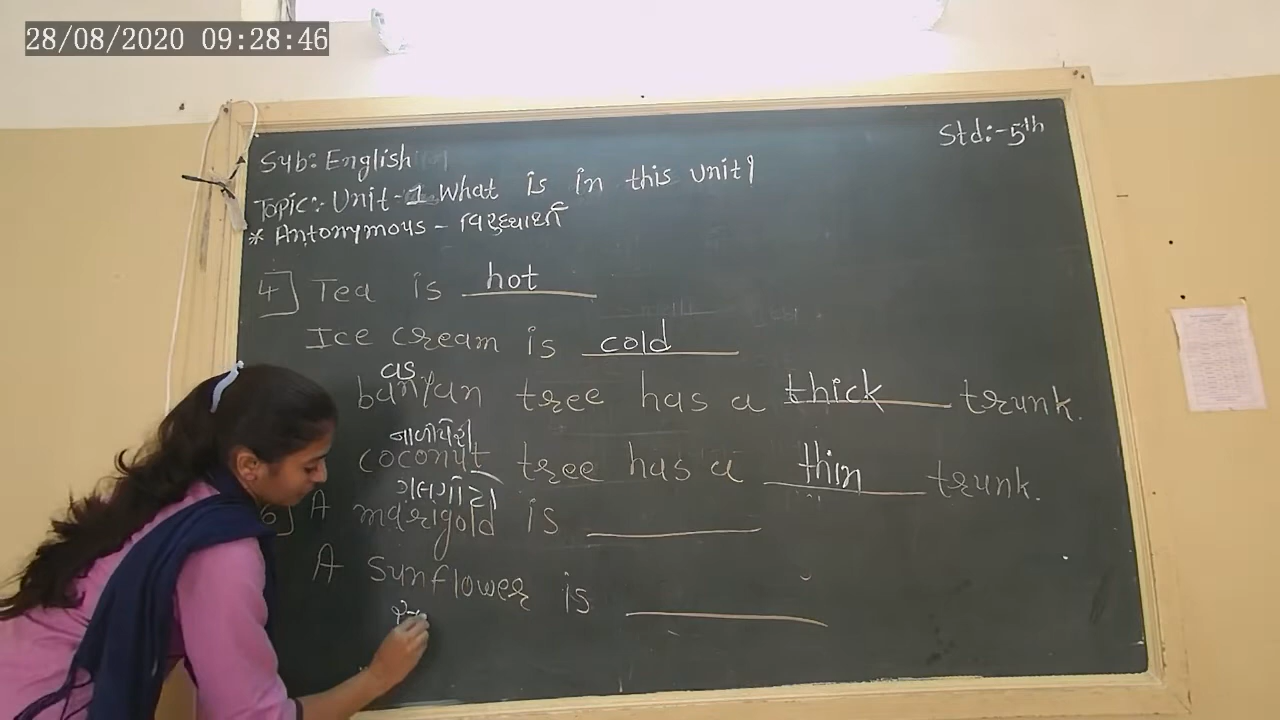 28/08/2020 09:28:46
Std:-5th
Sub: English
Topic: Unit-1 What is in this unit?
* Antonymous - વિરુધ્ધાર્થી
4] Tea is hot
Ice cream is cold
as
banyan tree has a thick trunk.
નાળીયેરી
coconut tree has a thin trunk.
ગલગોટો
6] A marigold is
A sunflower is